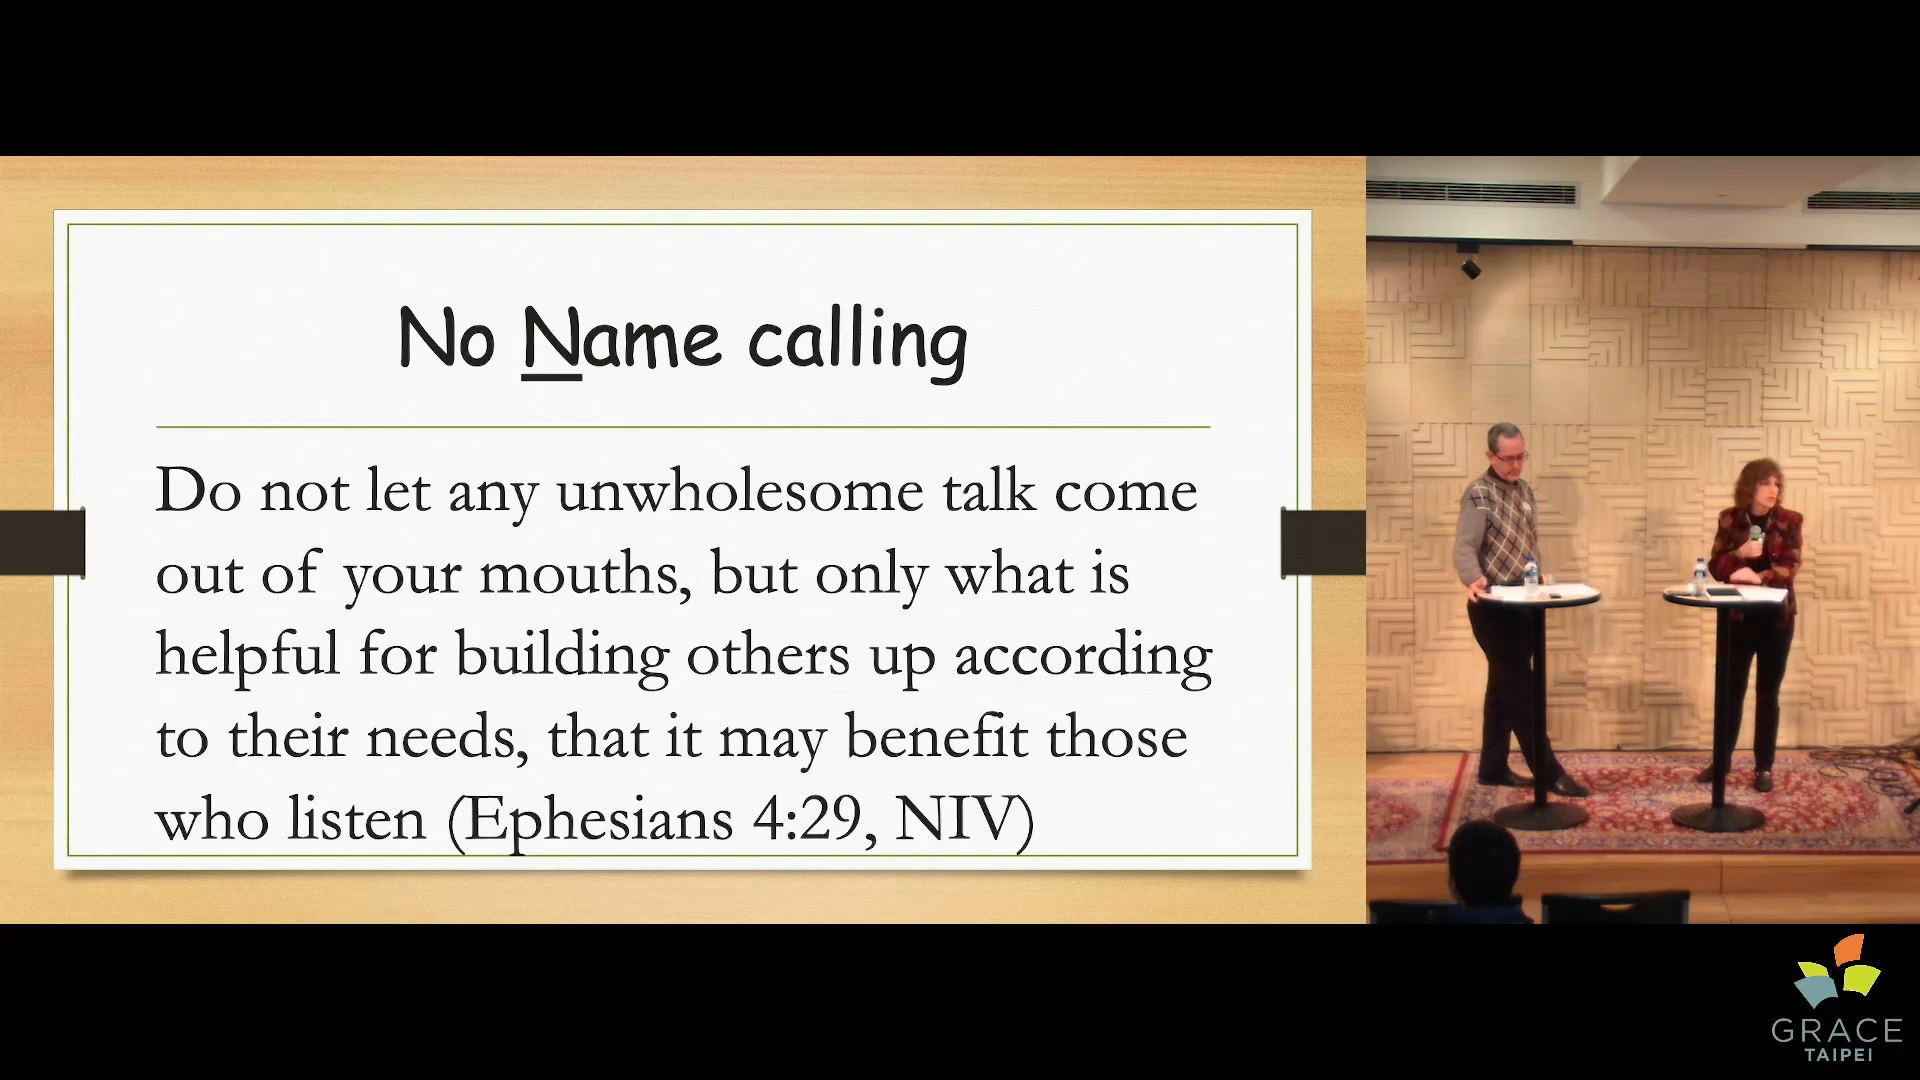 No Name calling
Do not let any unwholesome talk come
out of your mouths, but only what is
helpful for building others up according
to their needs, that it may benefit those
who listen (Ephesians 4:29, NIV)
GRACE
TAIPEI